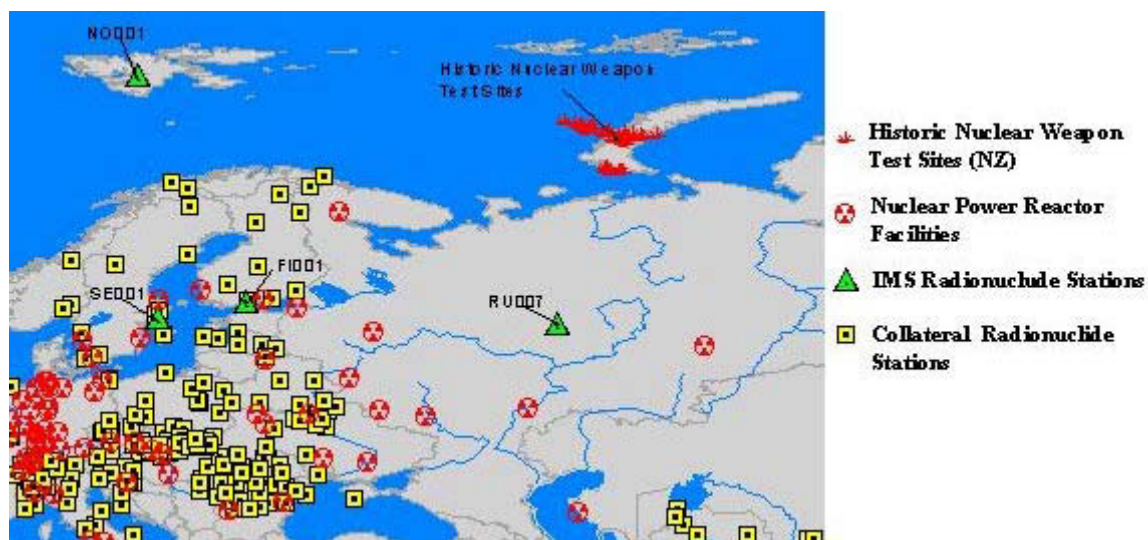 NO001
Historic Nuclear Weapon
Test Sites
FI001
SE001
RU007
Historic Nuclear Weapon
Test Sites (NZ)
Nuclear Power Reactor
Facilities
IMS Radionuclude Stations
Collateral Radionuclide
Stations